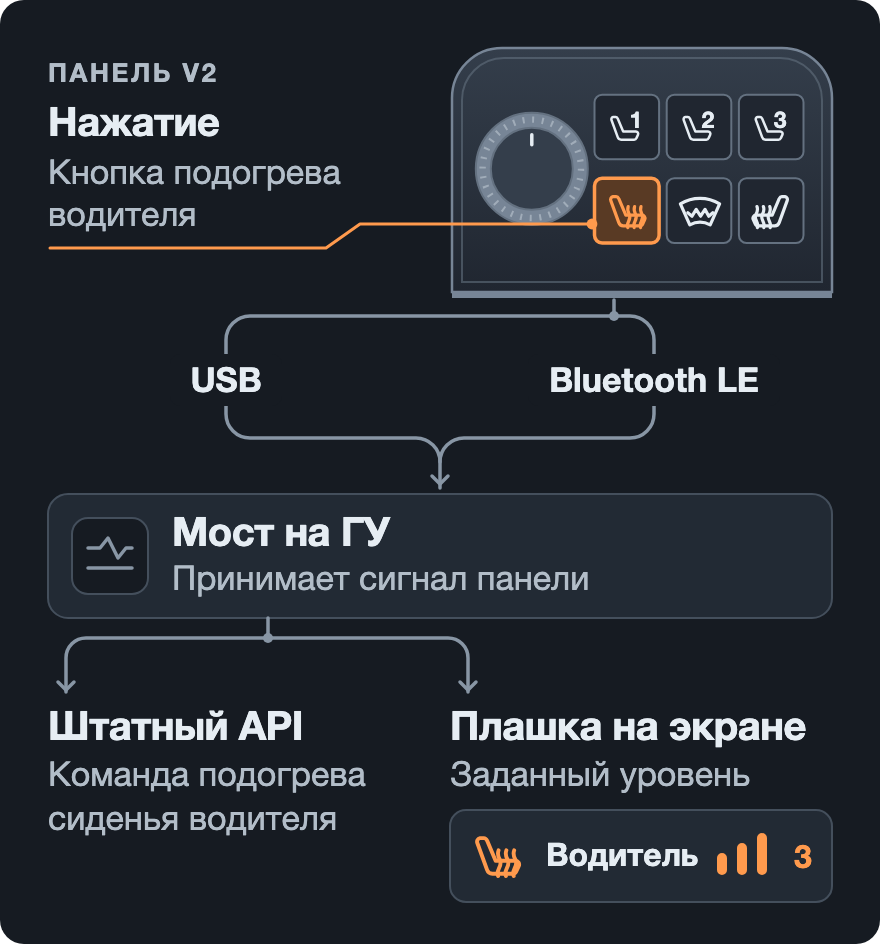 ПАНЕЛЬ V2
Нажатие
Кнопка подогрева
водителя
1 2 3
USB
Bluetooth LE
Мост на ГУ
Принимает сигнал панели
Штатный API
Команда подогрева
сиденья водителя
Плашка на экране
Заданный уровень
Водитель 3